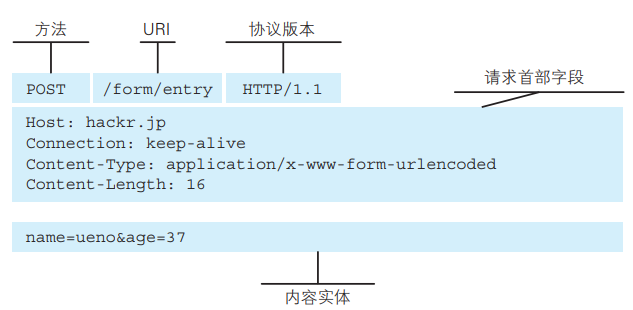 方法 URI 协议版本
POST /form/entry HTTP/1.1
请求首部字段
Host: hackr.jp
Connection: keep-alive
Content-Type: application/x-www-form-urlencoded
Content-Length: 16
name=ueno&age=37
内容实体